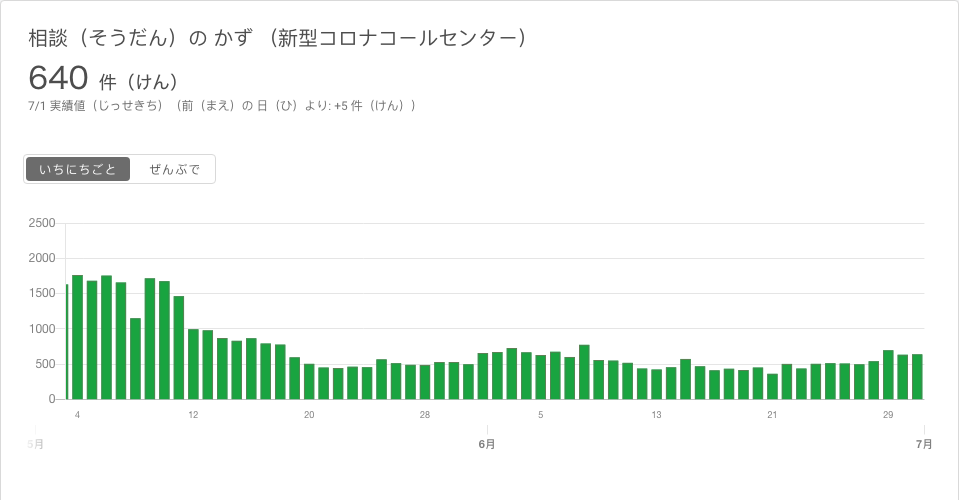 相談（そうだん）の かず （新型コロナコールセンター）
640 件（けん）
7/1 実績値（じっせきち）（前（まえ）の 日（ひ）より: +5 件（けん））
いちにちごと ぜんぶで
2500
2000
1500
1000
500
0
4 12 20 28 5 13 21 29
5月 6月 7月